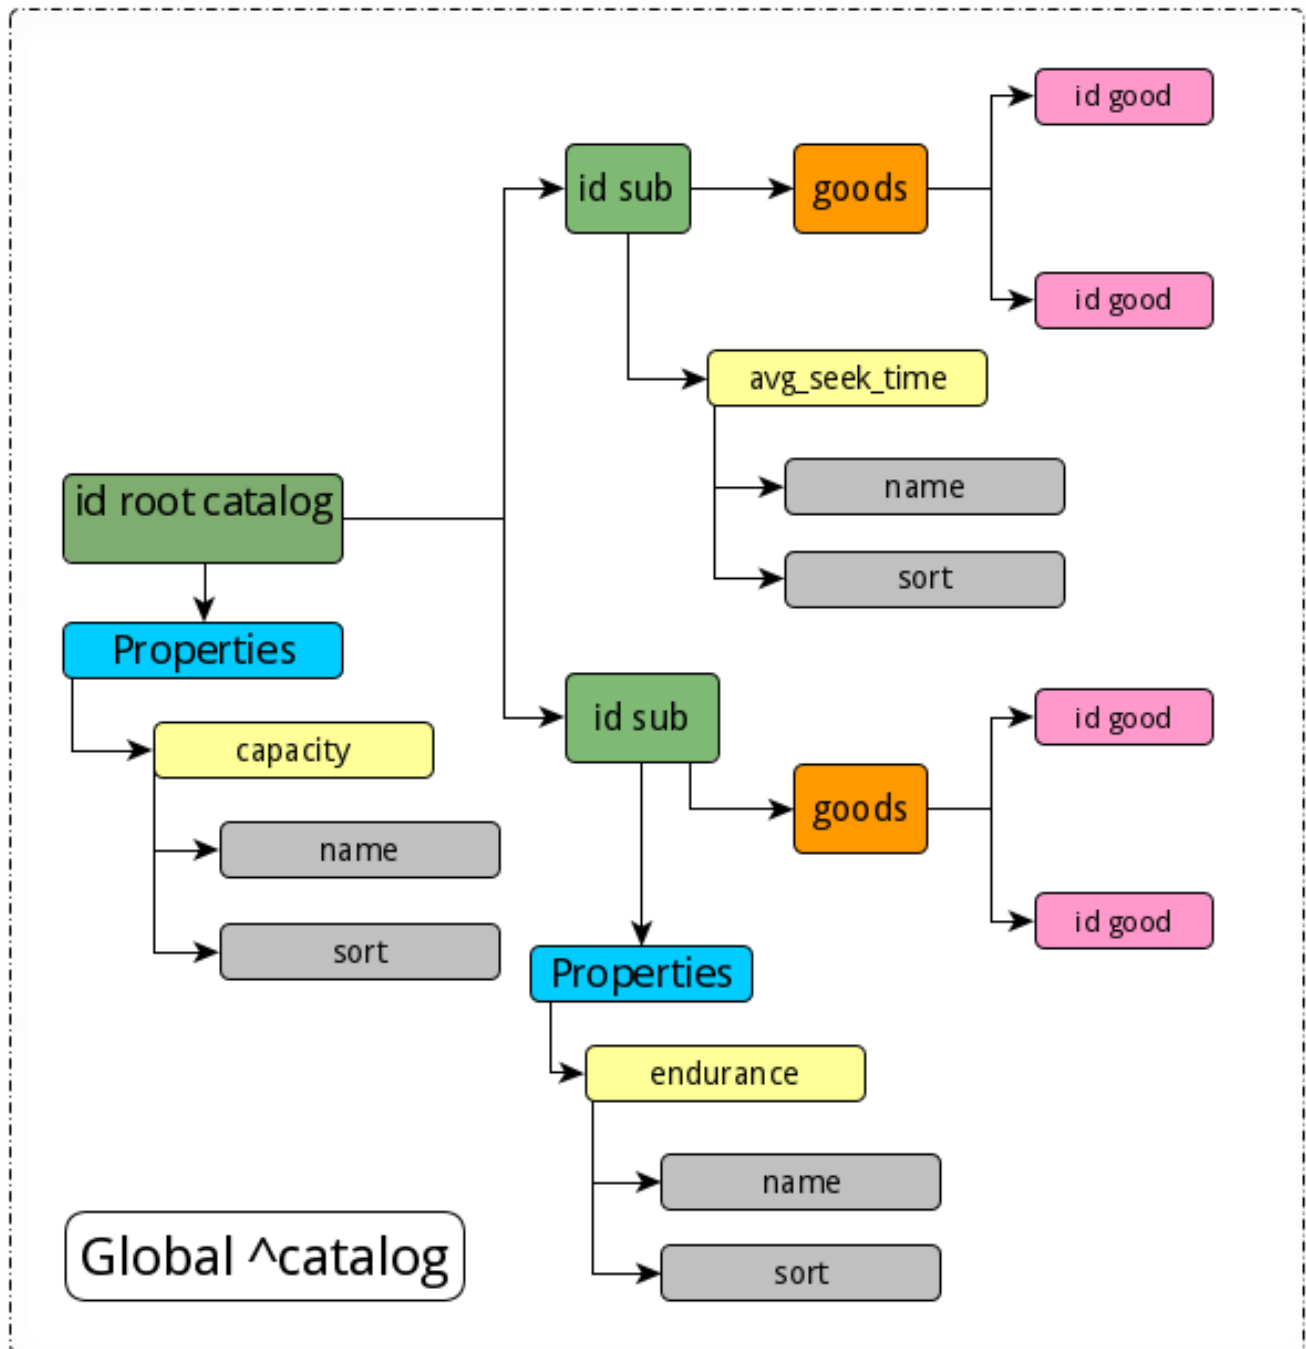 id good
id sub
goods
id good
avg_seek_time
name
id root catalog
sort
Properties
id sub
id good
capacity
goods
name
id good
sort
Properties
endurance
name
Global ^catalog
sort